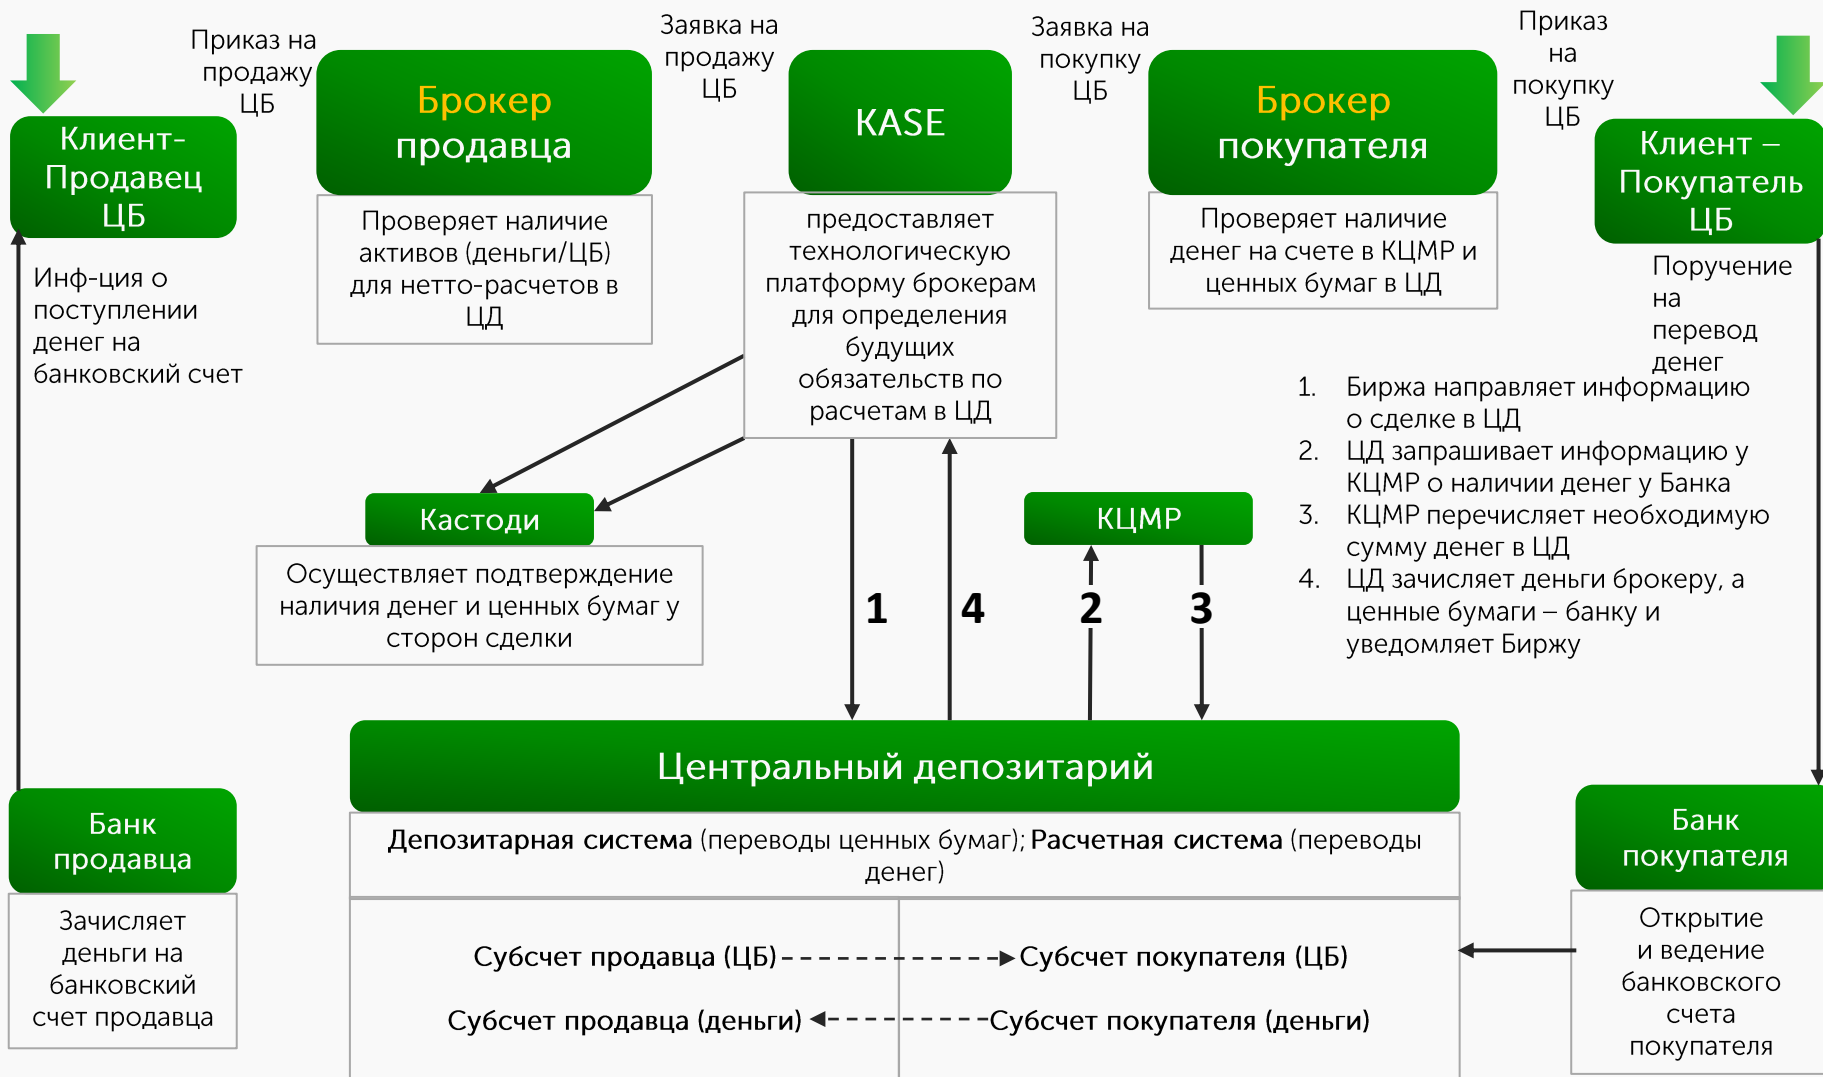 Приказ на
продажу
ЦБ
Заявка на
продажу
ЦБ
Заявка на
покупку
ЦБ
Приказ
на
покупку
ЦБ
Клиент-
Продавец
ЦБ
Брокер
продавца
KASE
Брокер
покупателя
Клиент –
Покупатель
ЦБ
Проверяет наличие
активов (деньги/ЦБ)
для нетто-расчетов в
ЦД
предоставляет
технологическую
платформу брокерам
для определения
будущих
обязательств по
расчетам в ЦД
Проверяет наличие
денег на счете в КЦМР и
ценных бумаг в ЦД
Инф-ция о
поступлении
денег на
банковский счет
Поручение
на
перевод
денег
1. Биржа направляет информацию
о сделке в ЦД
2. ЦД запрашивает информацию у
КЦМР о наличии денег у Банка
3. КЦМР перечисляет необходимую
сумму денег в ЦД
4. ЦД зачисляет деньги брокеру, а
ценные бумаги – банку и
уведомляет Биржу
Кастоди
Осуществляет подтверждение
наличия денег и ценных бумаг у
сторон сделки
КЦМР
1
4
2
3
Центральный депозитарий
Депозитарная система (переводы ценных бумаг); Расчетная система (переводы
денег)
Субсчет продавца (ЦБ)
Субсчет покупателя (ЦБ)
Субсчет продавца (деньги)
Субсчет покупателя (деньги)
Банк
продавца
Зачисляет
деньги на
банковский
счет продавца
Банк
покупателя
Открытие
и ведение
банковского
счета
покупателя